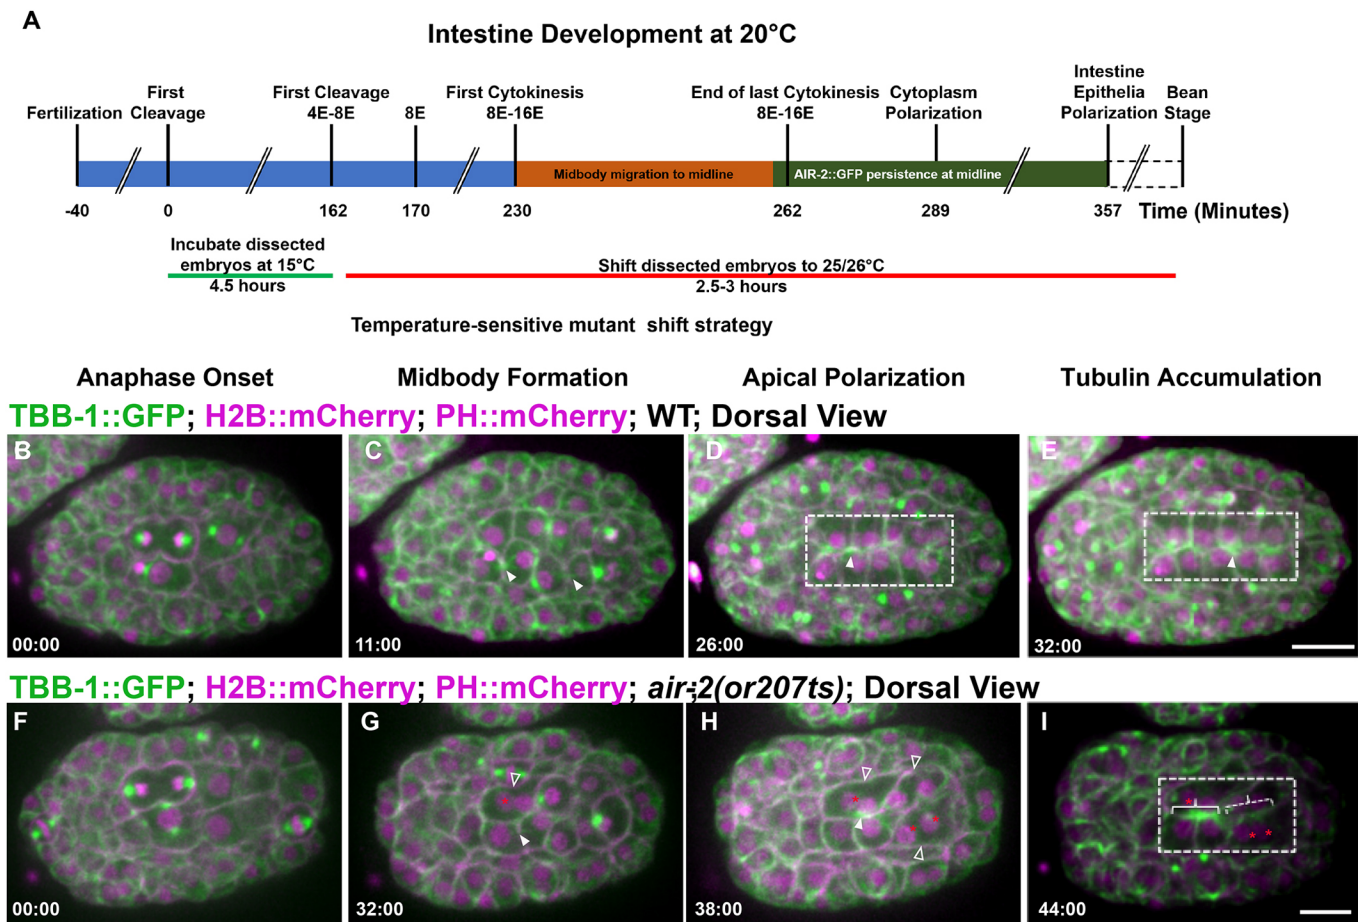 A
Intestine Development at 20°C
Fertilization
First
Cleavage
First Cleavage
4E-8E
8E
First Cytokinesis
8E-16E
End of last Cytokinesis
8E-16E
Cytoplasm
Polarization
Intestine
Epithelia
Polarization
Bean
Stage
Midbody migration to midline
AIR-2::GFP persistence at midline
-40
0
162
170
230
262
289
357
Time (Minutes)
Incubate dissected
embryos at 15°C
4.5 hours
Shift dissected embryos to 25/26°C
2.5-3 hours
Temperature-sensitive mutant shift strategy
Anaphase Onset
Midbody Formation
Apical Polarization
Tubulin Accumulation
TBB-1::GFP; H2B::mCherry; PH::mCherry; WT; Dorsal View
B
00:00
C
11:00
D
26:00
E
32:00
TBB-1::GFP; H2B::mCherry; PH::mCherry; air-2(or207ts); Dorsal View
F
00:00
G
32:00
H
38:00
I
44:00